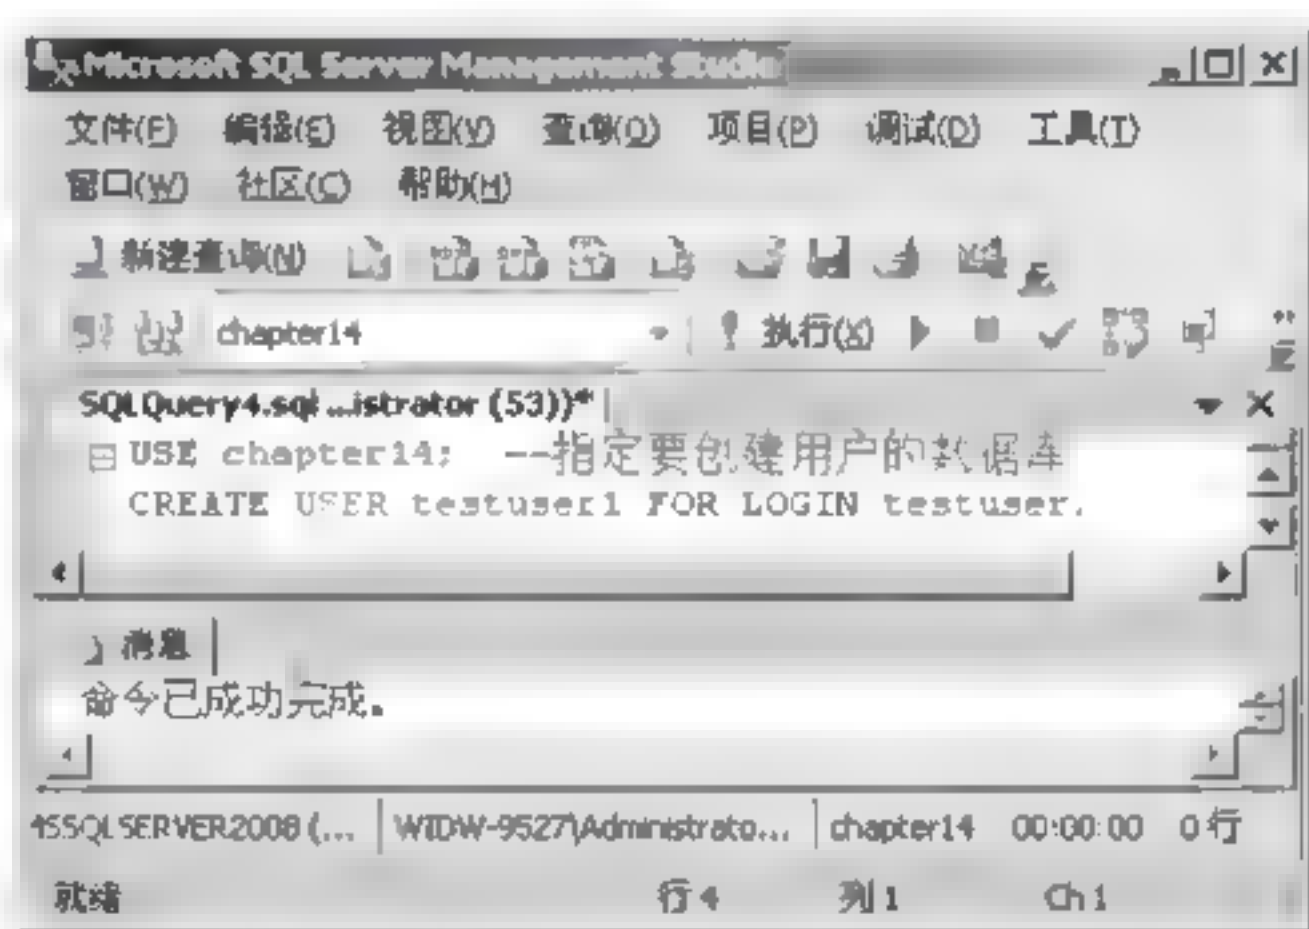 Microsoft SQL Server Management Studio
文件(F) 编辑(E) 视图(V) 查询(Q) 项目(P) 调试(D) 工具(T)
窗口(W) 社区(C) 帮助(H)
新建查询(N)
chapter14 执行(X)
SQLQuery4.sql ...istrator (53))*
USE chapter14; --指定要创建用户的数据库
CREATE USER testuser1 FOR LOGIN testuser
消息
命令已成功完成。
SSQLSERVER2008 (... WIDW-9527\Administrato... chapter14 00:00:00 0 行
就绪 行 4 列 1 Ch 1